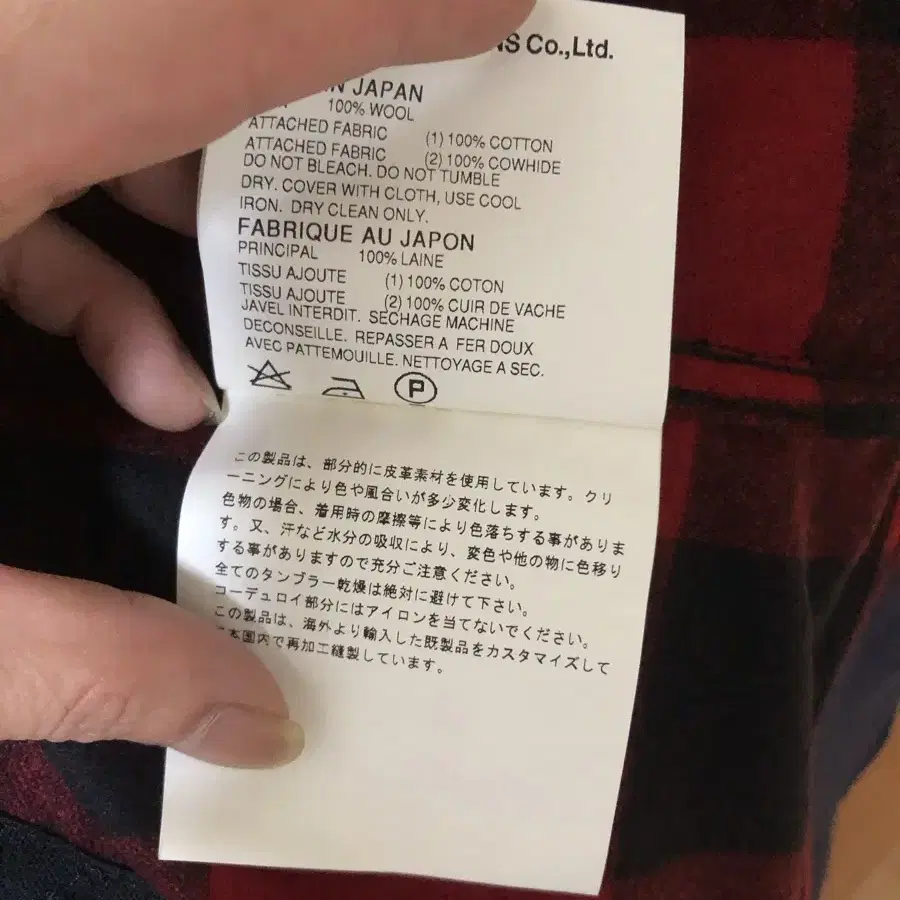 Co.,Ltd.
JAPAN
100% WOOL
ATTACHED FABRIC (1) 100% COTTON
ATTACHED FABRIC (2) 100% COWHIDE
DO NOT BLEACH. DO NOT TUMBLE
DRY. COVER WITH CLOTH, USE COOL
IRON. DRY CLEAN ONLY.
FABRIQUE AU JAPON
PRINCIPAL 100% LAINE
TISSU AJOUTE (1) 100% COTON
TISSU AJOUTE (2) 100% CUIR DE VACHE
JAVEL INTERDIT. SECHAGE MACHINE
DECONSEILLE. REPASSER A FER DOUX
AVEC PATTEMOUILLE. NETTOYAGE A SEC.
P
この製品は、部分的に皮革素材を使用しています。クリ
ーニングにより色や風合いが多少変化します。
色物の場合、着用時の摩擦等により色落ちする事がありま
す。又、汗など水分の吸収により、変色や他の物に色移り
する事がありますので充分ご注意ください。
全てのタンブラー乾燥は絶対に避けて下さい。
コーデュロイ部分にはアイロンを当てないでください。
この製品は、海外より輸入した既製品をカスタマイズして
本国内で再加工縫製しています。